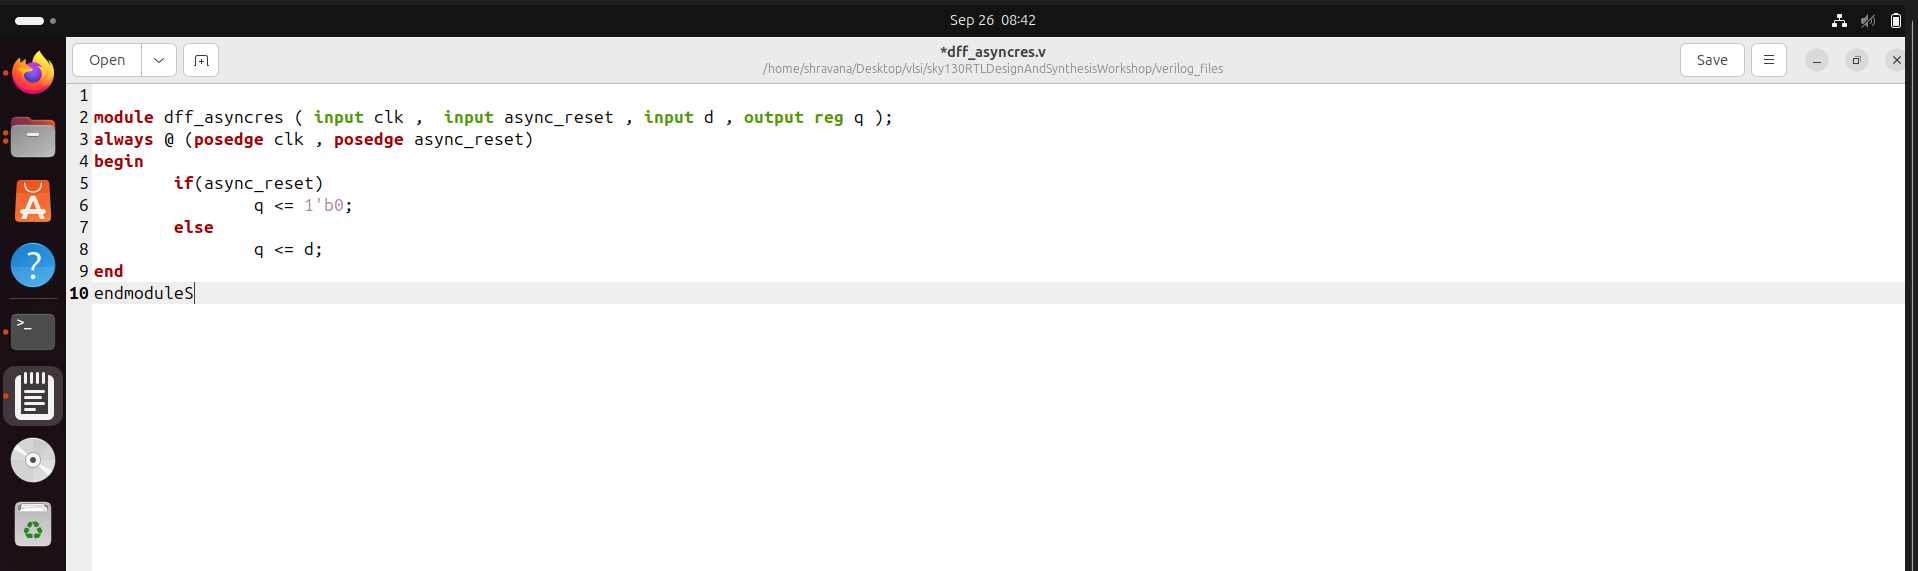 Sep 26 08:42
Open
*dff_asyncres.v
/home/shravana/Desktop/vlsi/sky130RTLDesignAndSynthesisWorkshop/verilog_files
Save
1
2 module dff_asyncres ( input clk ,  input async_reset , input d , output reg q );
3 always @ (posedge clk , posedge async_reset)
4 begin
5         if(async_reset)
6                 q <= 1'b0;
7         else
8                 q <= d;
9 end
10 endmoduleS